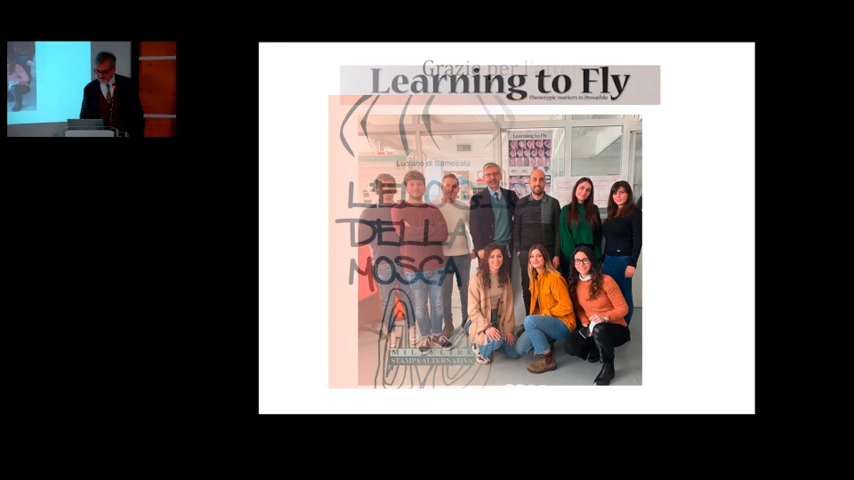 Grazie per l'
Learning to Fly
Phenotypic markers in drosophila
Learning to Fly
Luciano di Samosata
L'ELOGIO
DELLA
MOSCA
MILLELIRE
STAMPA ALTERNATIVA